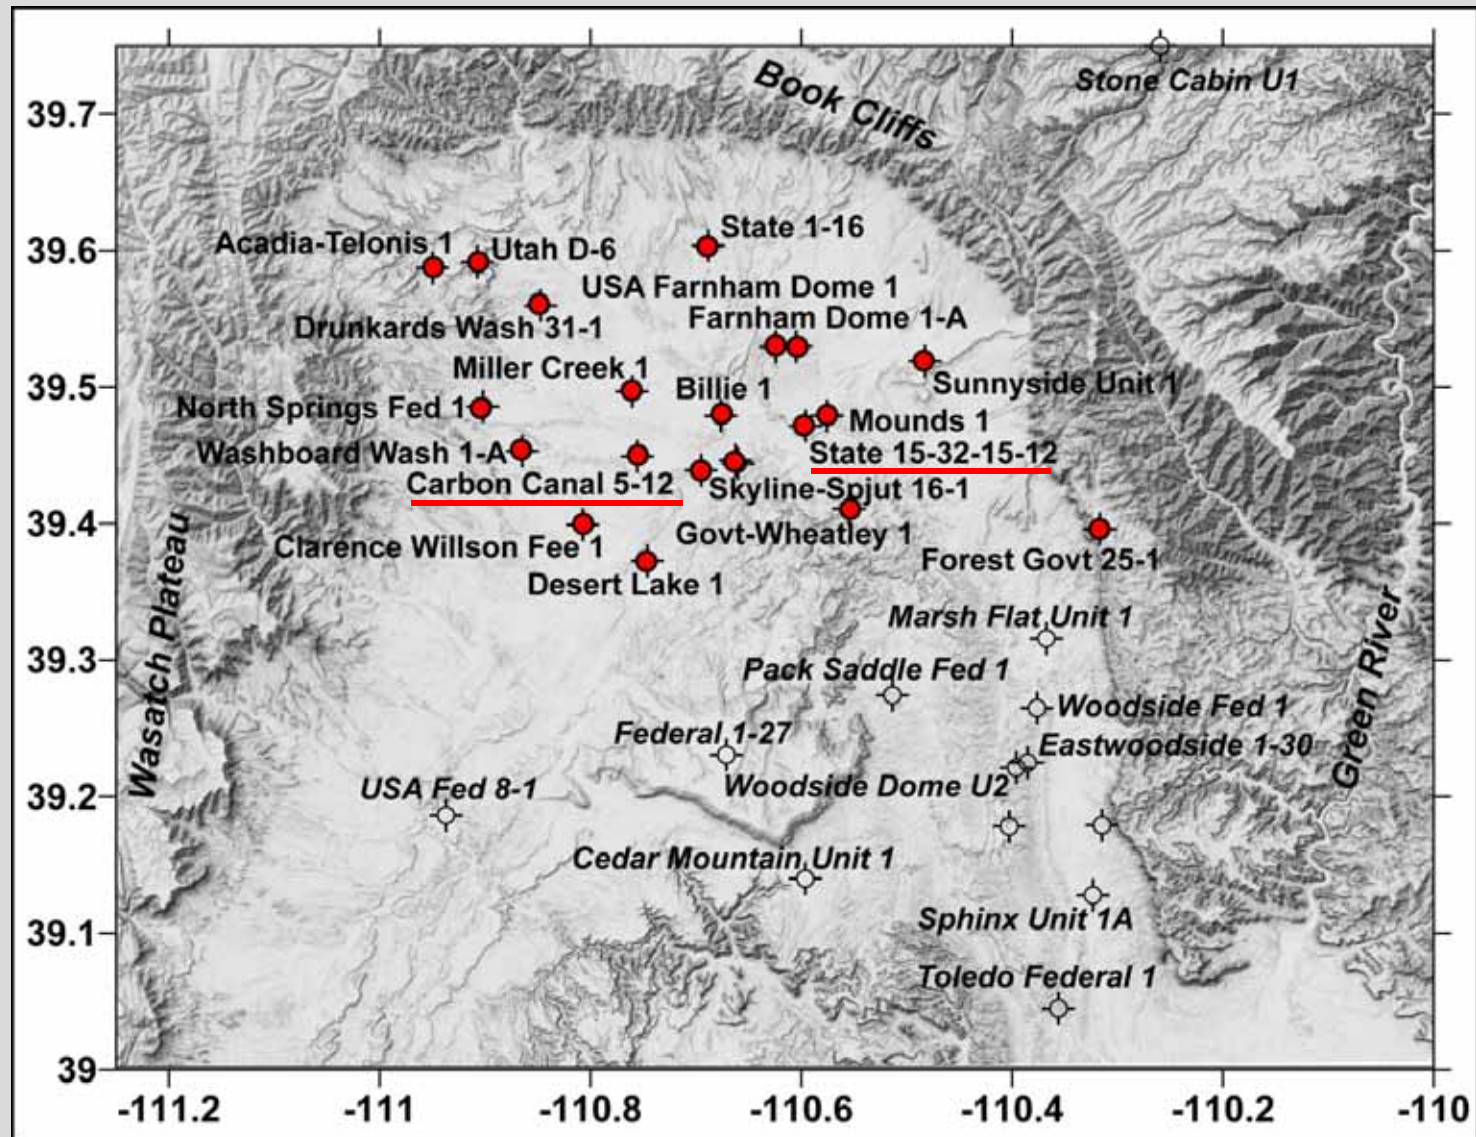 Book Cliffs
Stone Cabin U1
39.7
State 1-16
Acadia-Telonis 1
Utah D-6
39.6
USA Farnham Dome 1
Farnham Dome 1-A
Drunkards Wash 31-1
Miller Creek 1
Billie 1
Sunnyside Unit 1
39.5
North Springs Fed 1
Mounds 1
Washboard Wash 1-A
State 15-32-15-12
Carbon Canal 5-12
Skyline-Spjut 16-1
39.4
Govt-Wheatley 1
Clarence Willson Fee 1
Forest Govt 25-1
Desert Lake 1
Marsh Flat Unit 1
Wasatch Plateau
39.3
Pack Saddle Fed 1
Green River
Woodside Fed 1
Federal 1-27
Eastwoodside 1-30
Woodside Dome U2
USA Fed 8-1
39.2
Cedar Mountain Unit 1
Sphinx Unit 1A
39.1
Toledo Federal 1
39
-111.2 -111 -110.8 -110.6 -110.4 -110.2 -110